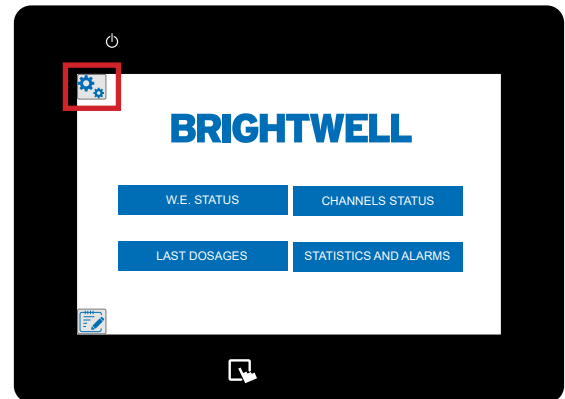 BRIGHTWELL
W.E. STATUS
CHANNELS STATUS
LAST DOSAGES
STATISTICS AND ALARMS